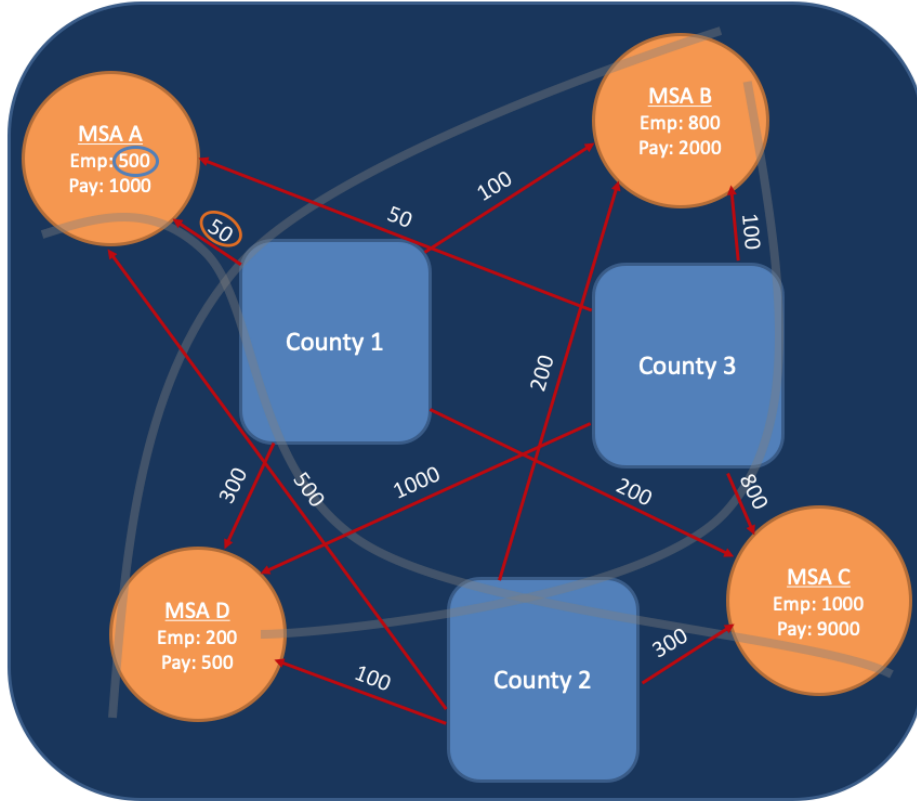 MSA A
Emp: 500
Pay: 1000
MSA B
Emp: 800
Pay: 2000
50
100
50
100
County 1
County 3
200
300
500
1000
200
800
MSA D
Emp: 200
Pay: 500
MSA C
Emp: 1000
Pay: 9000
100
County 2
300